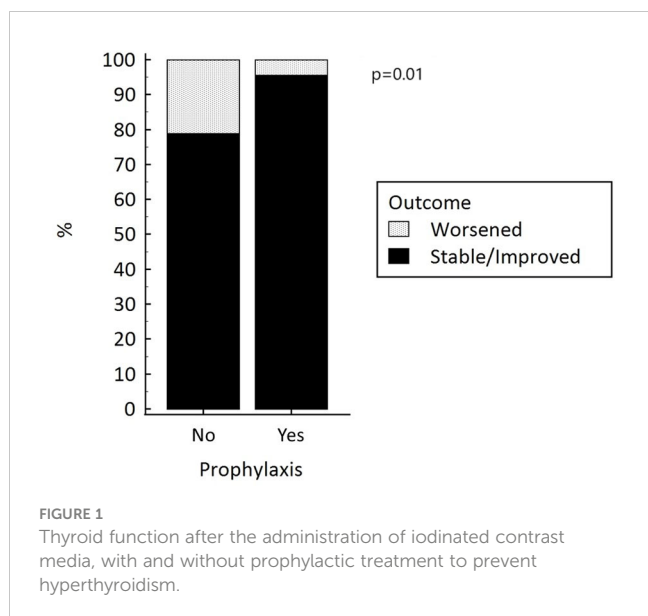 100
90
80
70
60
50
40
30
20
10
0
%
No Yes
Prophylaxis
p=0.01
Outcome
Worsened
Stable/Improved
FIGURE 1
Thyroid function after the administration of iodinated contrast
media, with and without prophylactic treatment to prevent
hyperthyroidism.